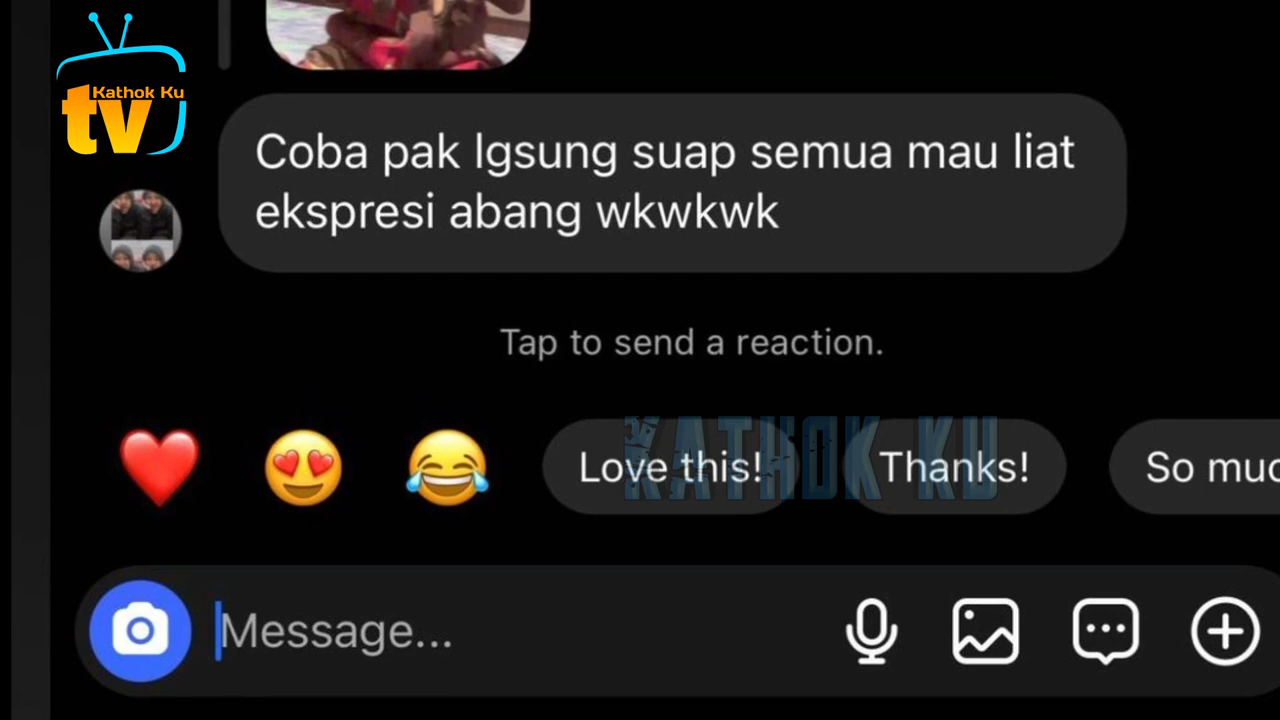 Kathok Ku
tv
Coba pak lgsung suap semua mau liat
ekspresi abang wkwkwk
Tap to send a reaction.
KATHOK KU
Love this!
Thanks!
So muc
Message...